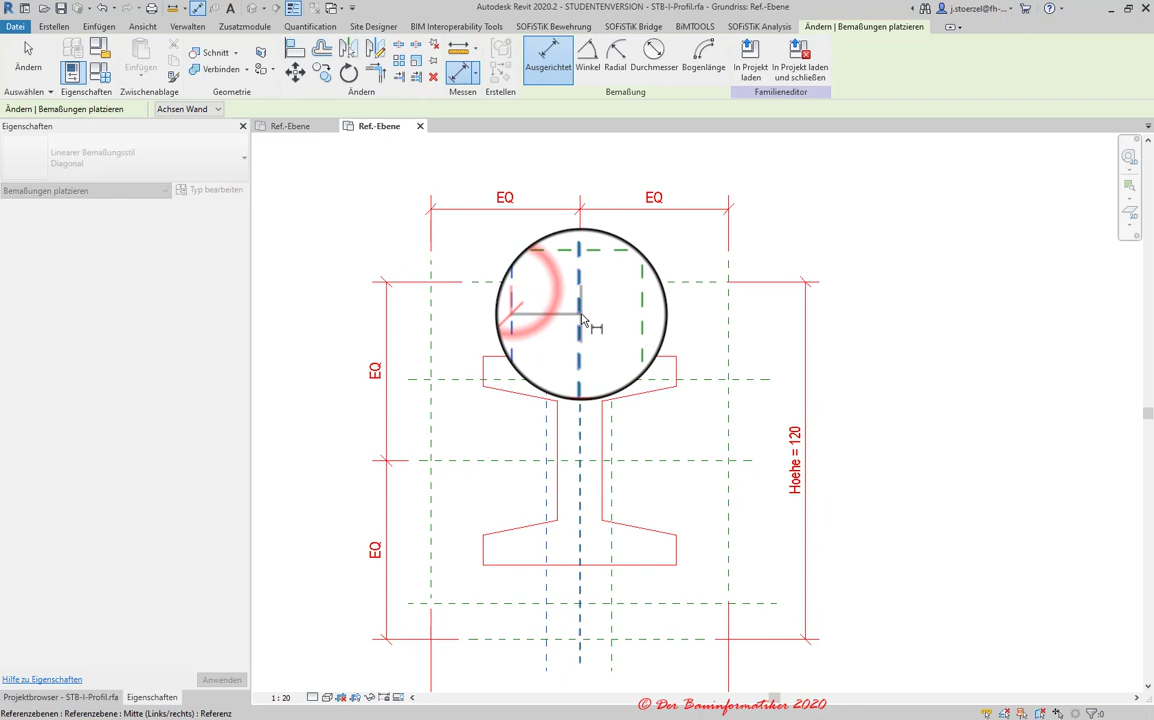 Autodesk Revit 2020.2 - STUDENTENVERSION - STB-I-Profil.rfa - Grundriss: Ref.-Ebene
j.stoerzel@fh-...
Datei Erstellen Einfügen Ansicht Verwalten Zusatzmodule Quantification Site Designer BIM Interoperability Tools SOFiSTiK Bewehrung SOFiSTiK Bridge BiMTOOLS SOFiSTiK Analysis Ändern | Bemaßungen platzieren
Ändern
Einfügen
Schnitt
Verbinden
Ausgerichtet Winkel Radial Durchmesser Bogenlänge
In Projekt laden
In Projekt laden und schließen
Auswählen Eigenschaften Zwischenablage Geometrie Ändern Messen Erstellen Bemaßung Familieneditor
Ändern | Bemaßungen platzieren Achsen Wand
Eigenschaften
Ref.-Ebene
Ref.-Ebene
Linearer Bemaßungsstil
Diagonal
Bemaßungen platzieren
Typ bearbeiten
EQ
EQ
EQ
Hoehe = 120
EQ
Hilfe zu Eigenschaften
Anwenden
Projektbrowser - STB-I-Profil.rfa Eigenschaften
1 : 20
© Der Bauinformatiker 2020
Referenzebenen : Referenzebene : Mitte (Links/rechts) : Referenz
:0